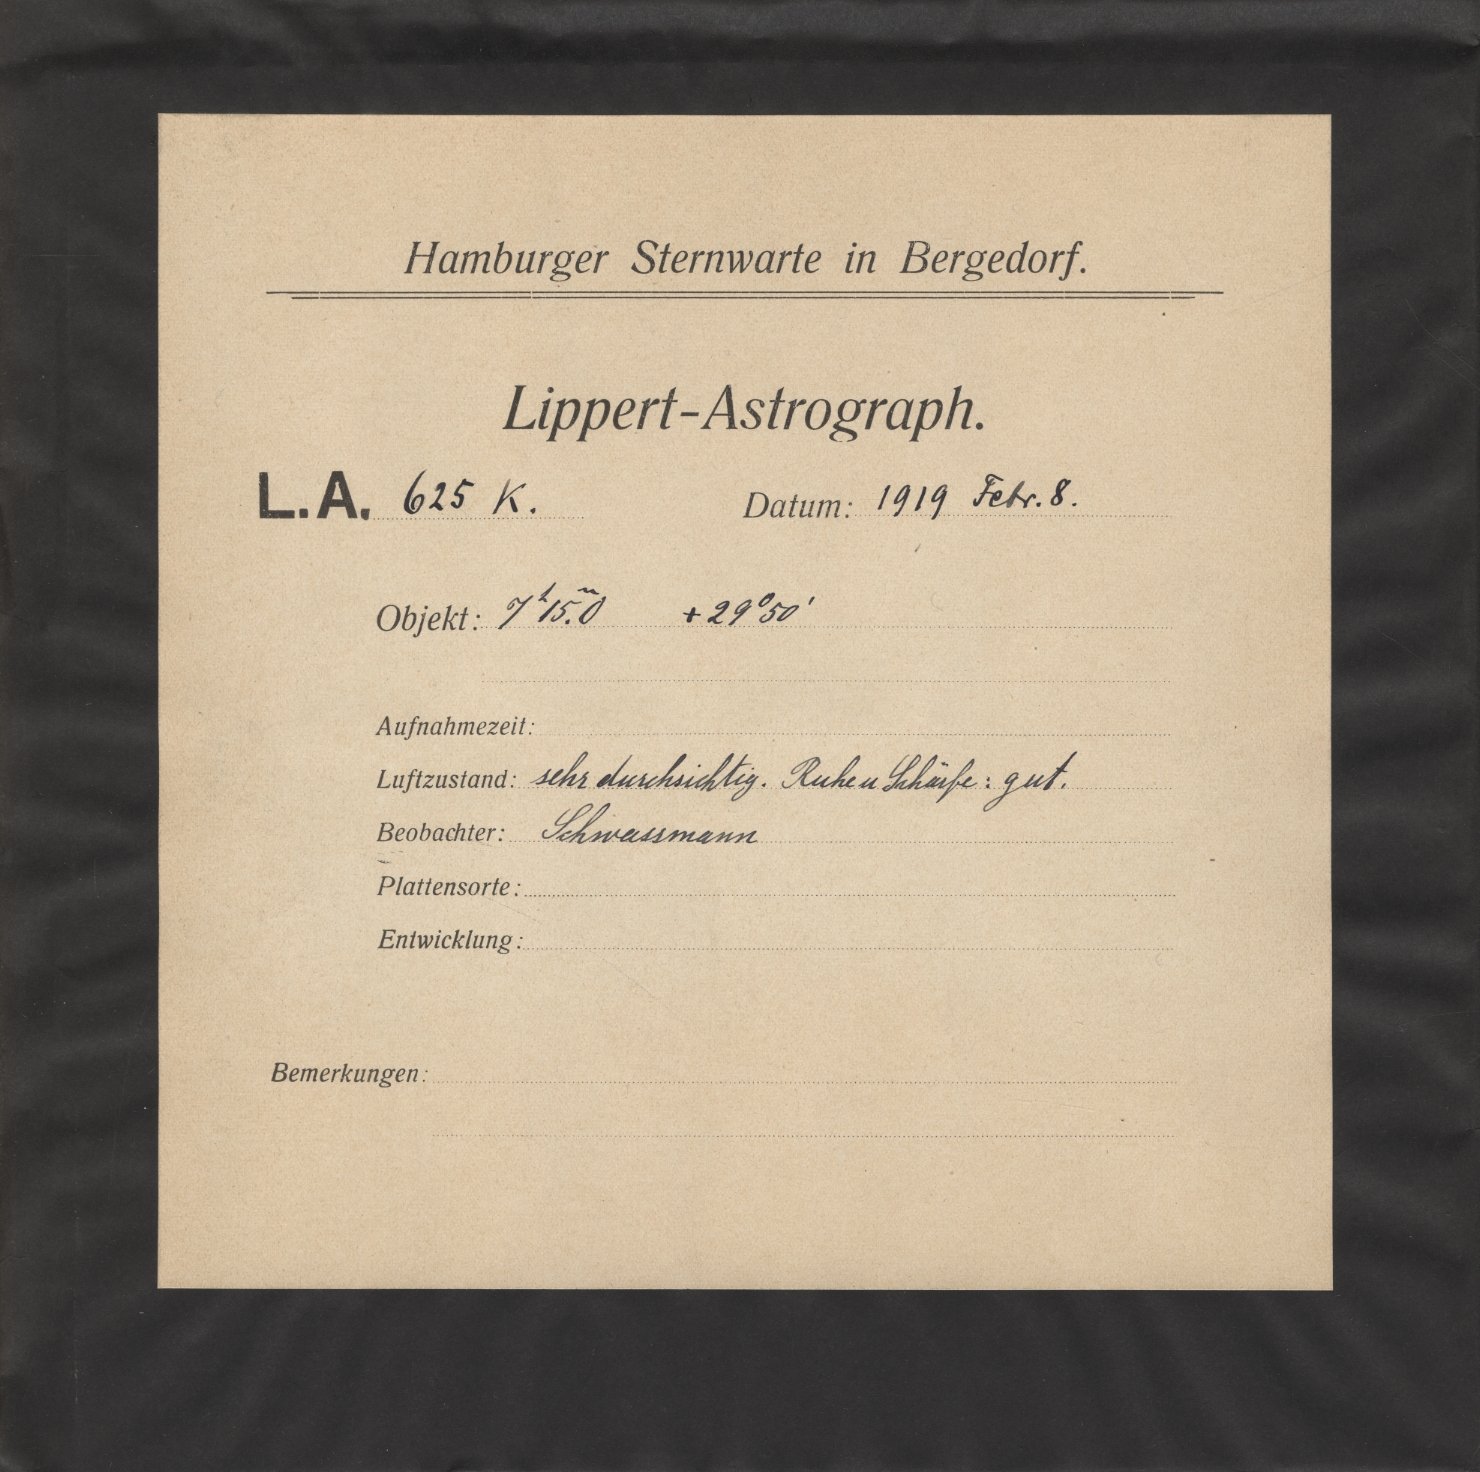 Hamburger Sternwarte in Bergedorf.
Lippert-Astrograph.
L.A. 625 K. Datum: 1919 Febr. 8.
Objekt: 7ʰ 15.ᵐ0 + 29°50'
Aufnahmezeit:
Luftzustand: sehr durchsichtig. Ruhe u Schärfe: gut.
Beobachter: Schwassmann
Plattensorte:
Entwicklung:
Bemerkungen: